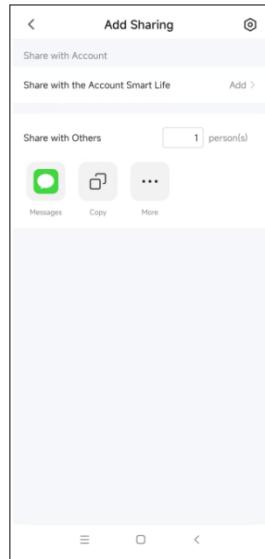 Add Sharing
Share with Account
Share with the Account Smart Life Add >
Share with Others 1 person(s)
Messages Copy More